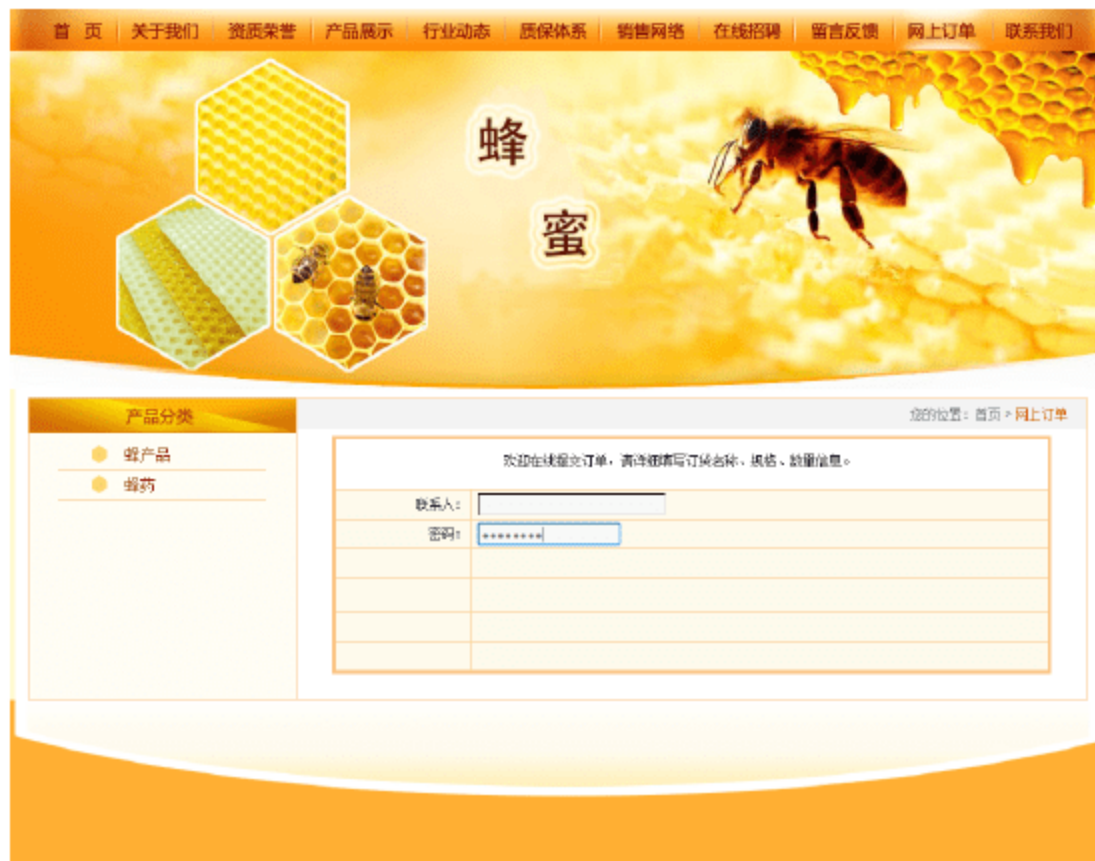 首 页 关于我们 资质荣誉 产品展示 行业动态 质保体系 销售网络 在线招聘 留言反馈 网上订单 联系我们
蜂
蜜
产品分类
您的位置：首页 > 网上订单
蜂产品
蜂药
欢迎在线提交订单，请详细填写订货名称、规格、数量信息。
联系人：
密码：